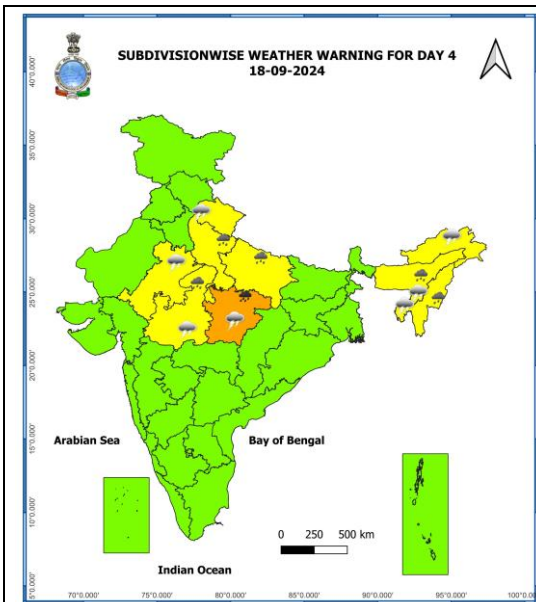 SUBDIVISIONWISE WEATHER WARNING FOR DAY 4
18-09-2024
40°0.000'
35°0.000'
30°0.000'
25°0.000'
20°0.000'
15°0.000'
10°0.000'
5°0.000'
Arabian Sea
Bay of Bengal
0 250 500 km
Indian Ocean
70°0.000' 75°0.000' 80°0.000' 85°0.000' 90°0.000' 95°0.000' 100°0.000